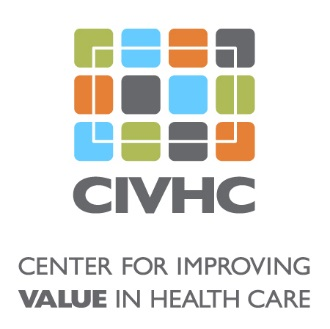 CIVHC
CENTER FOR IMPROVING
VALUE IN HEALTH CARE